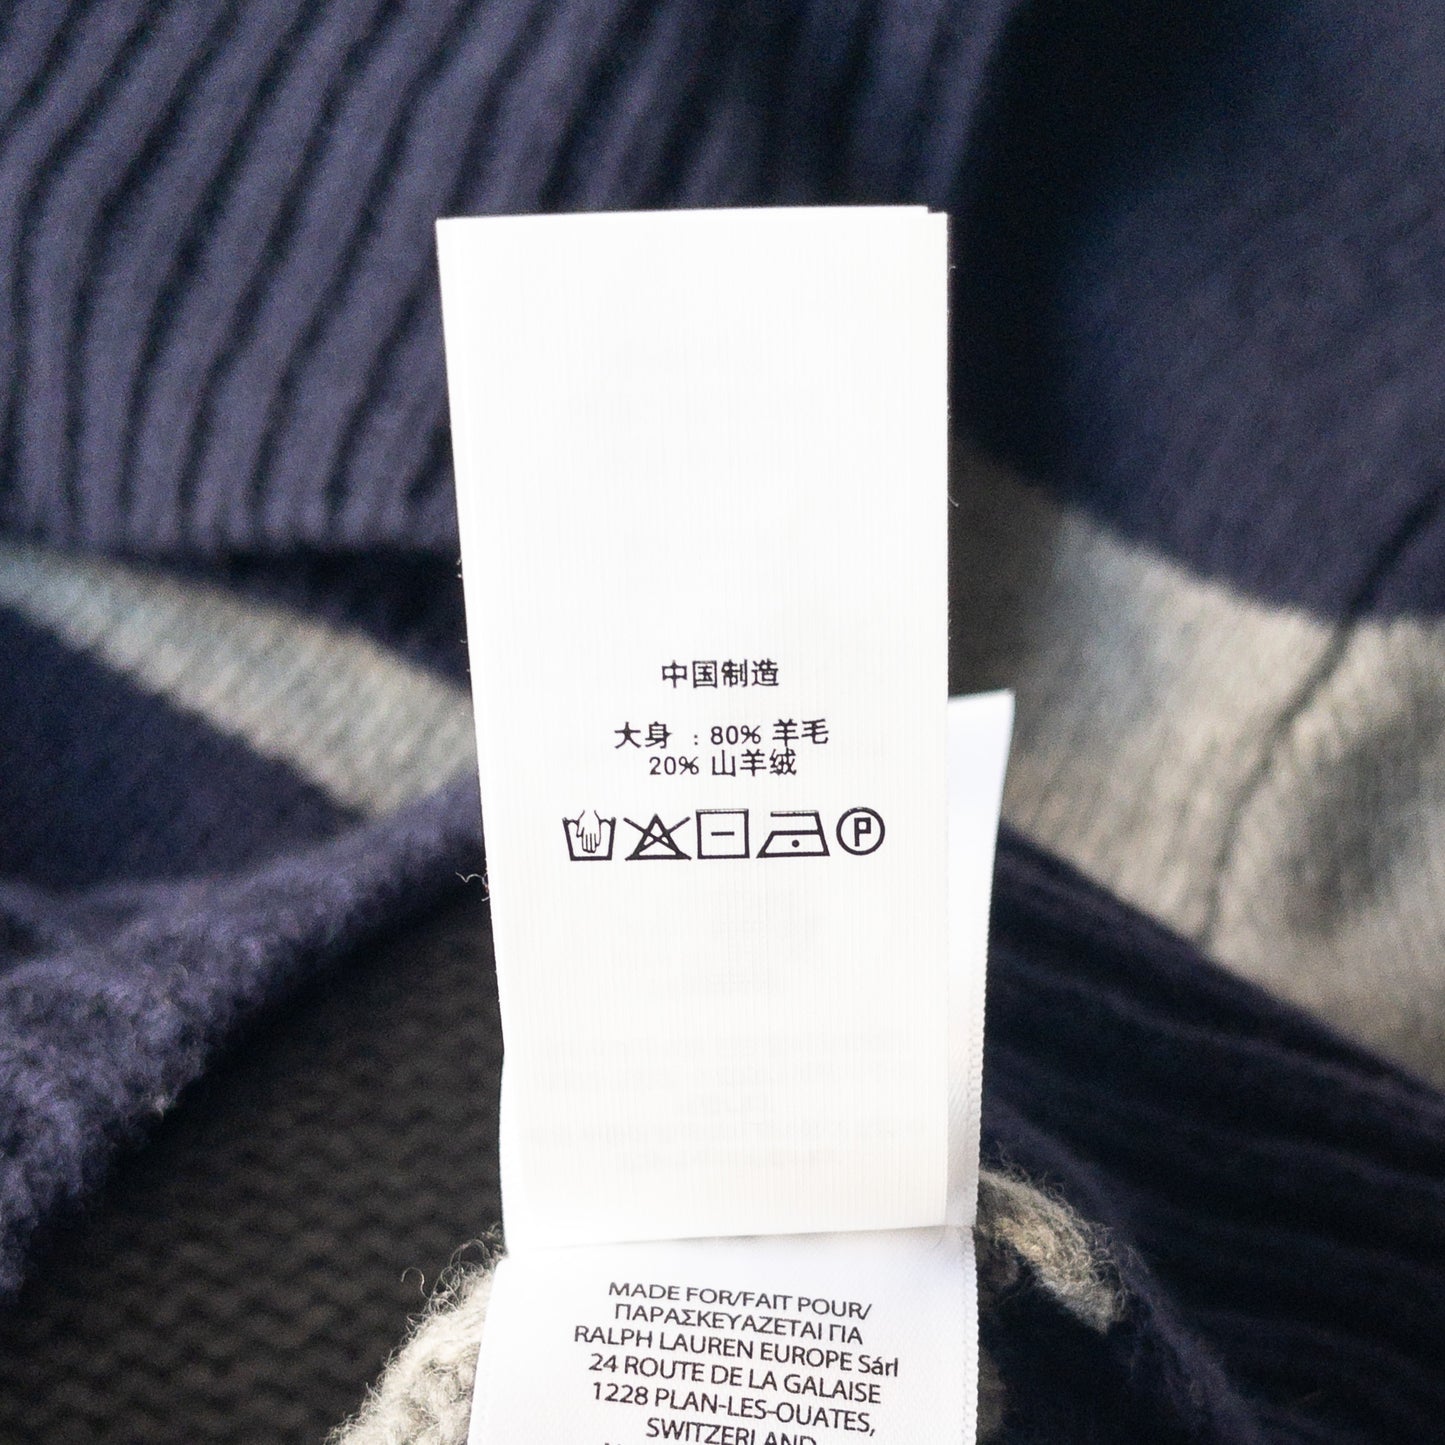 中国制造
大身 : 80% 羊毛
20% 山羊绒
P
MADE FOR/FAIT POUR/
ΠΑΡΑΣΚΕΥΑΖΕΤΑΙ ΓΙΑ
RALPH LAUREN EUROPE Sárl
24 ROUTE DE LA GALAISE
1228 PLAN-LES-OUATES,
SWITZERLAND